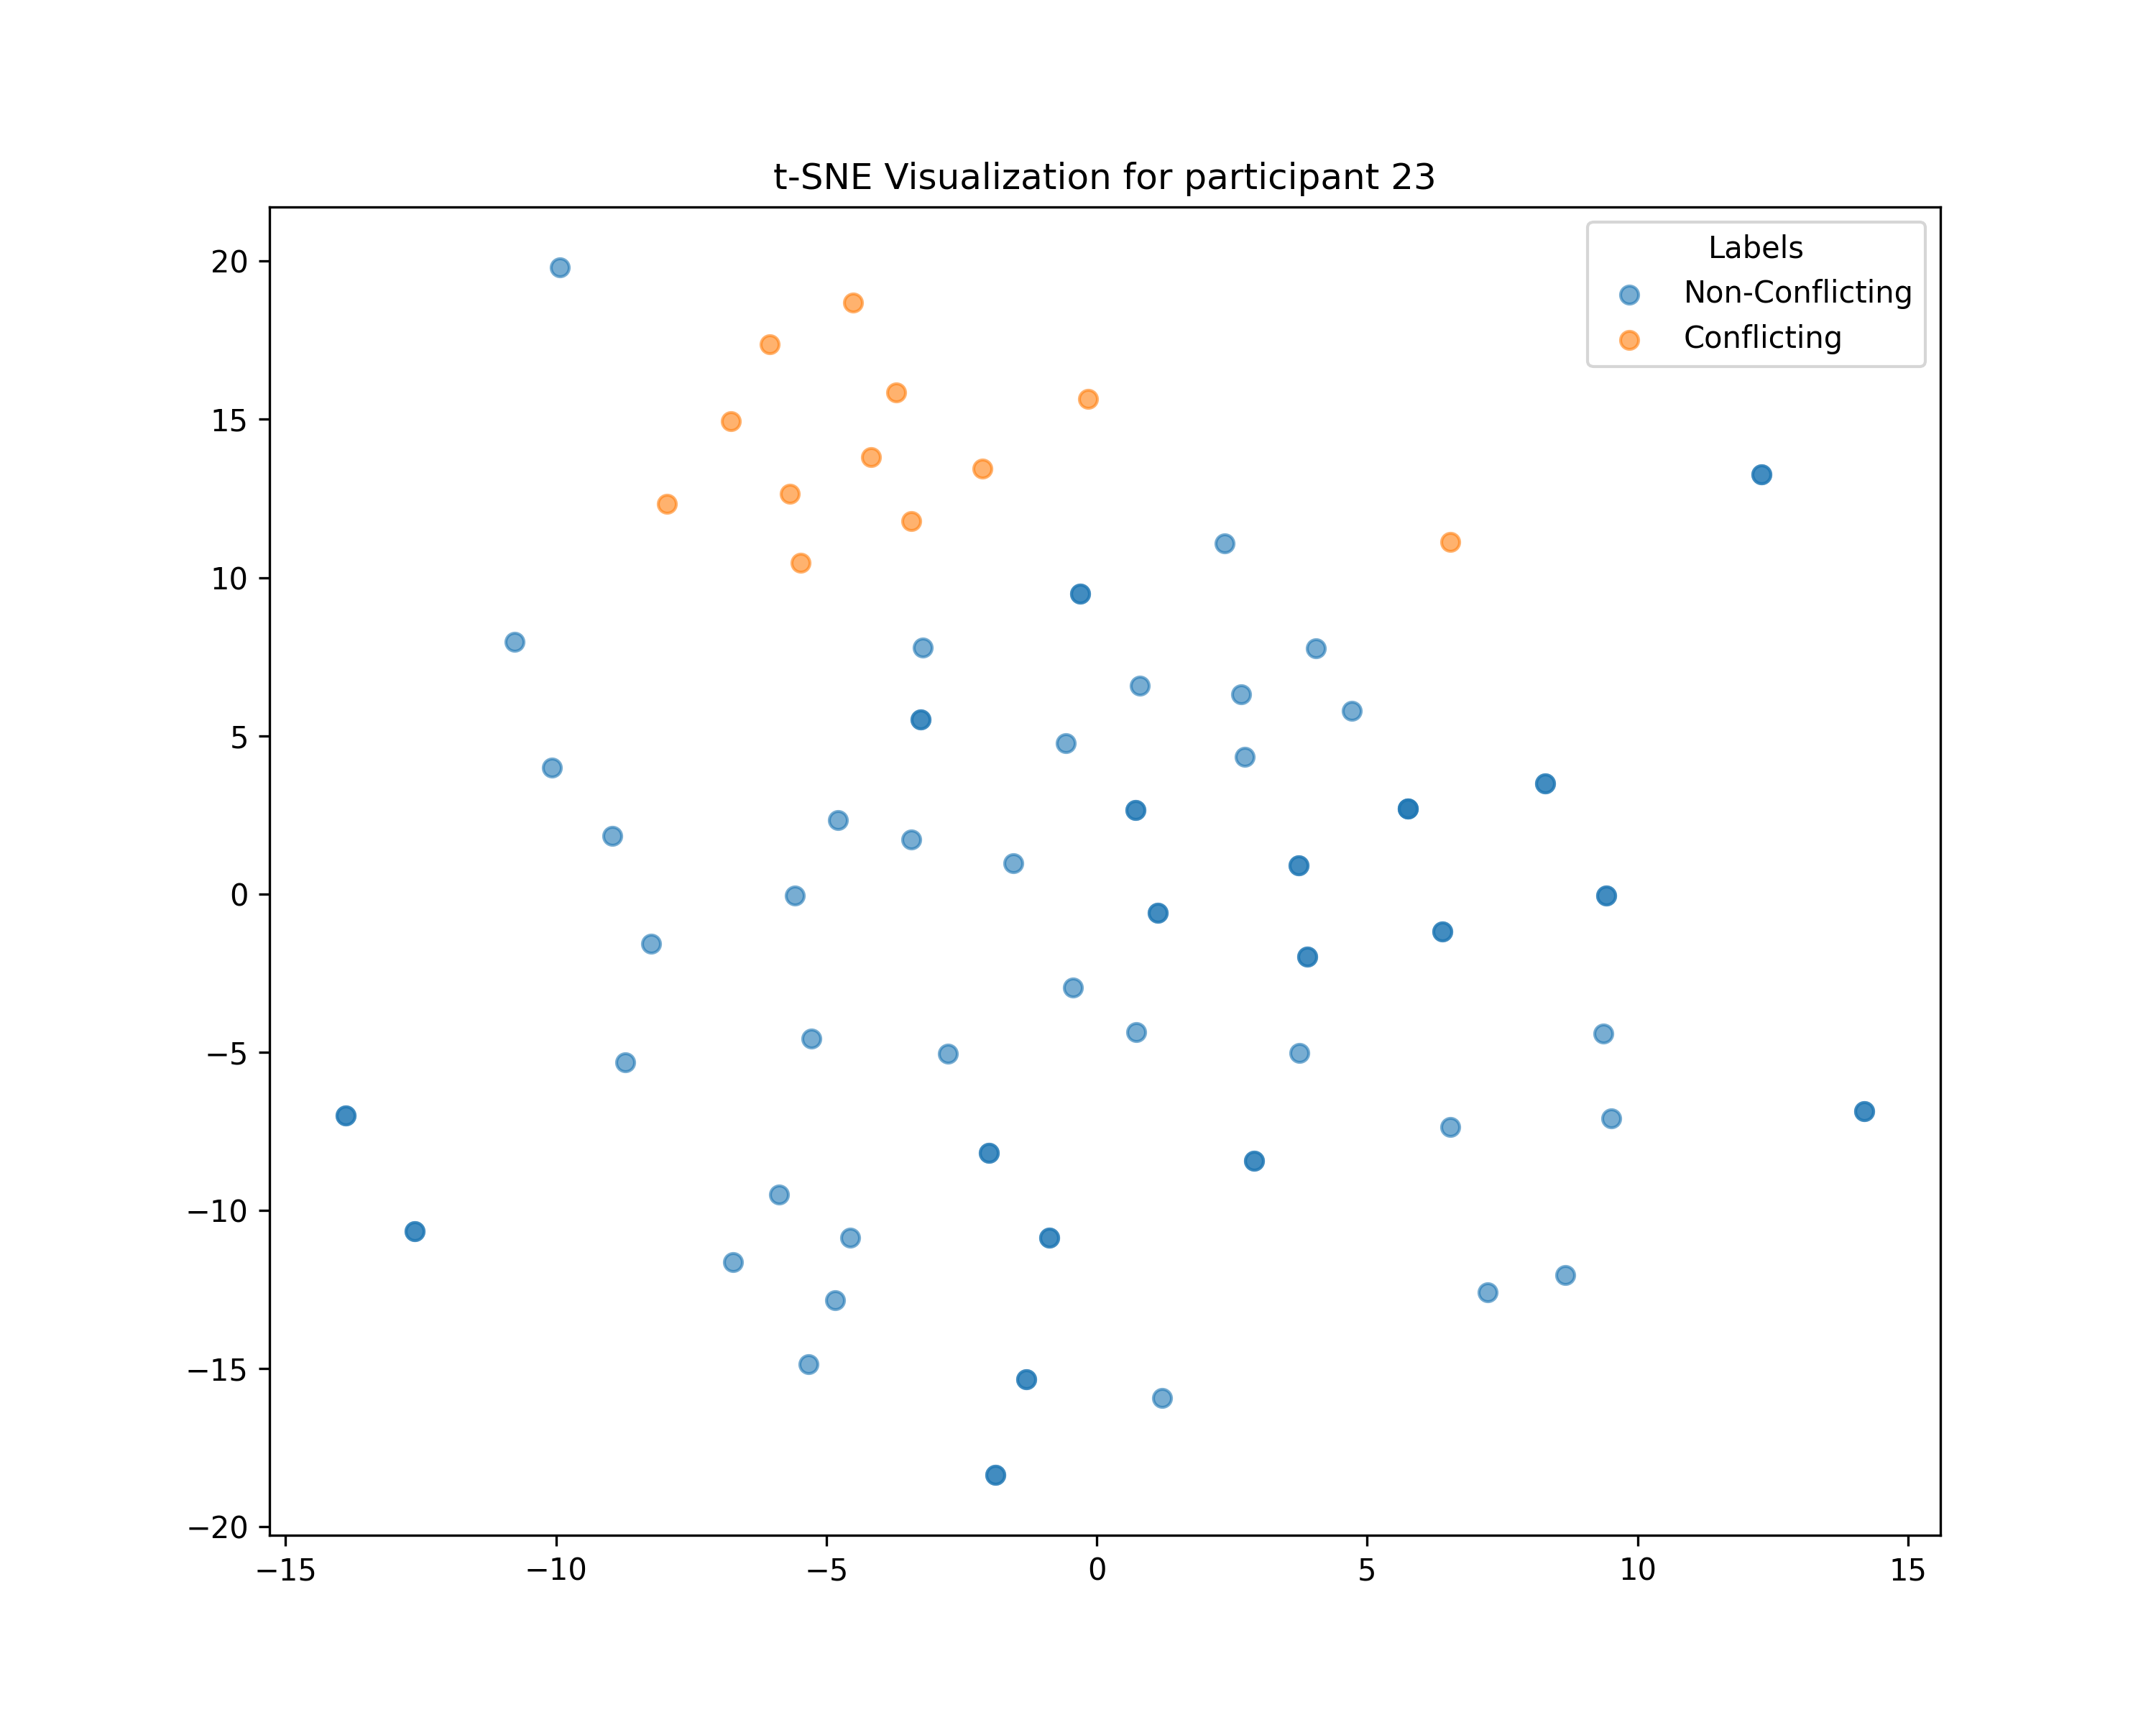 t-SNE Visualization for participant 23
Labels
Non-Conflicting
Conflicting
20
15
10
5
0
−5
−10
−15
−20
−15 −10 −5 0 5 10 15